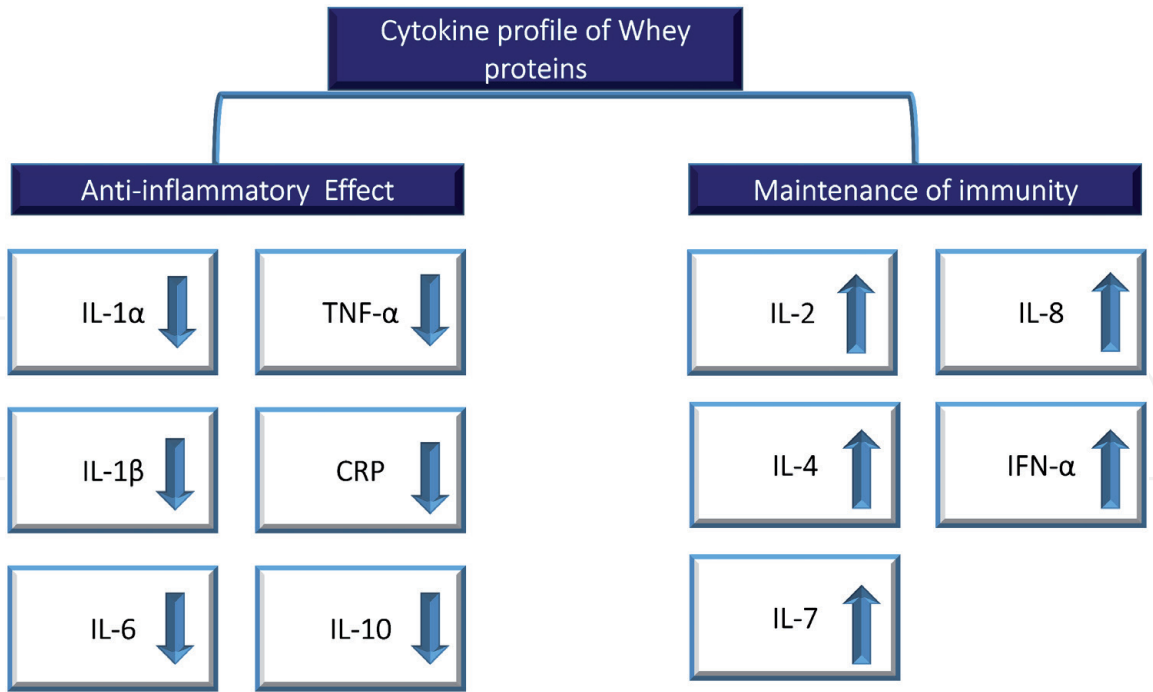 Cytokine profile of Whey
proteins
Anti-inflammatory Effect
Maintenance of immunity
IL-1α
TNF-α
IL-2
IL-8
IL-1β
CRP
IL-4
IFN-α
IL-6
IL-10
IL-7